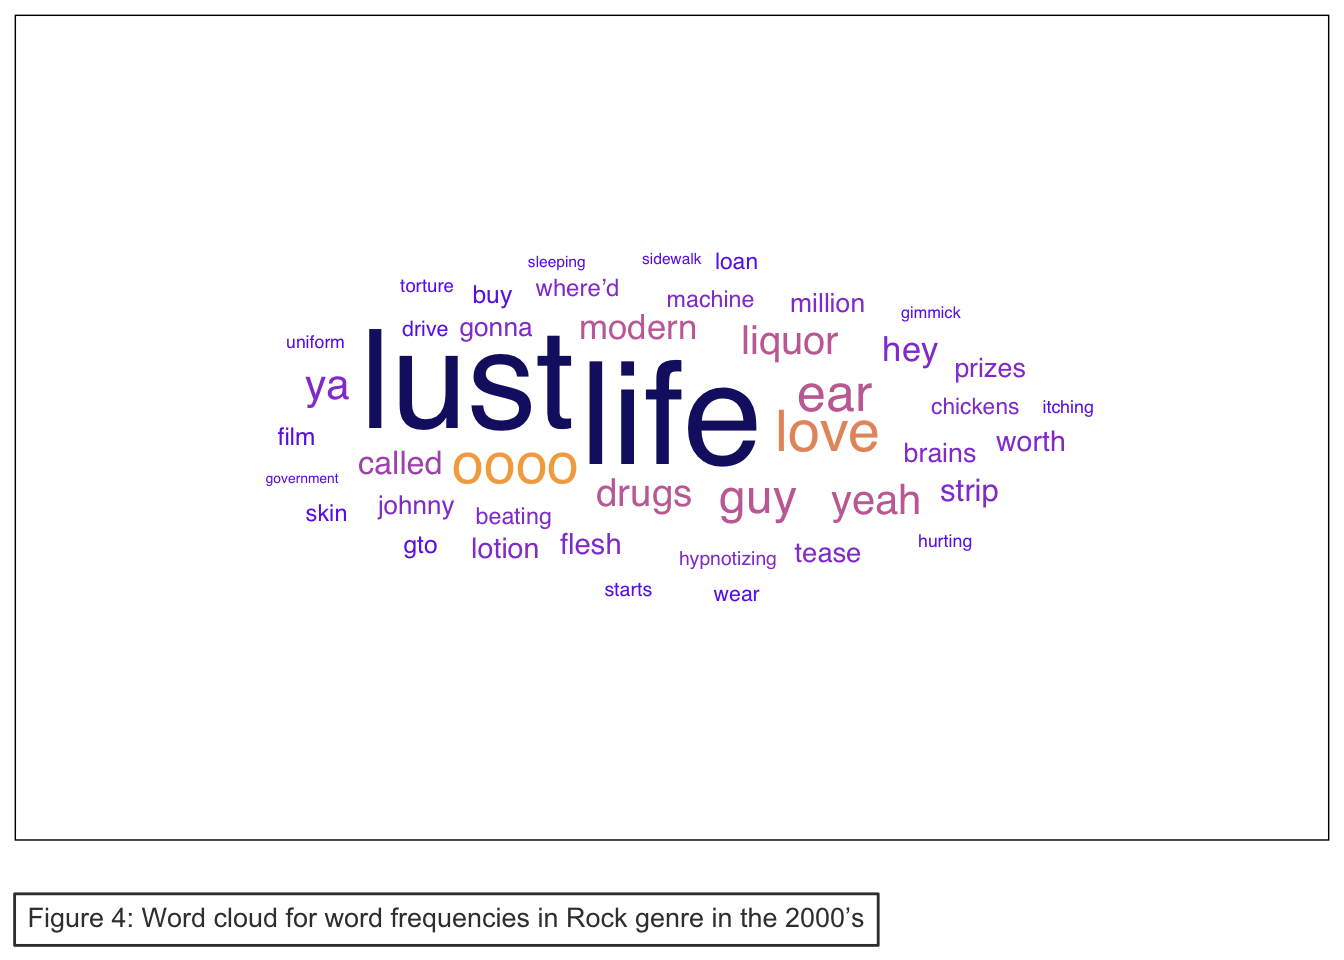 sleeping sidewalk loan
torture buy where’d machine million gimmick
uniform drive gonna modern liquor hey
ya lust life ear prizes
film love chickens itching
called oooo brains worth
government drugs guy yeah strip
skin johnny beating
gto lotion flesh hypnotizing tease hurting
starts wear
Figure 4: Word cloud for word frequencies in Rock genre in the 2000’s